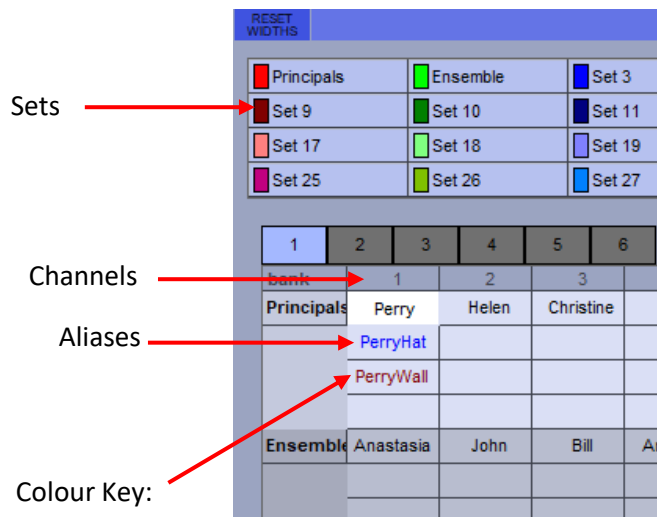 RESET
WIDTHS
Principals Ensemble Set 3
Sets
Set 9 Set 10 Set 11
Set 17 Set 18 Set 19
Set 25 Set 26 Set 27
1 2 3 4 5 6
Channels
bank 1 2 3
Principals Perry Helen Christine
Aliases
PerryHat
PerryWall
Ensemble Anastasia John Bill
Colour Key: